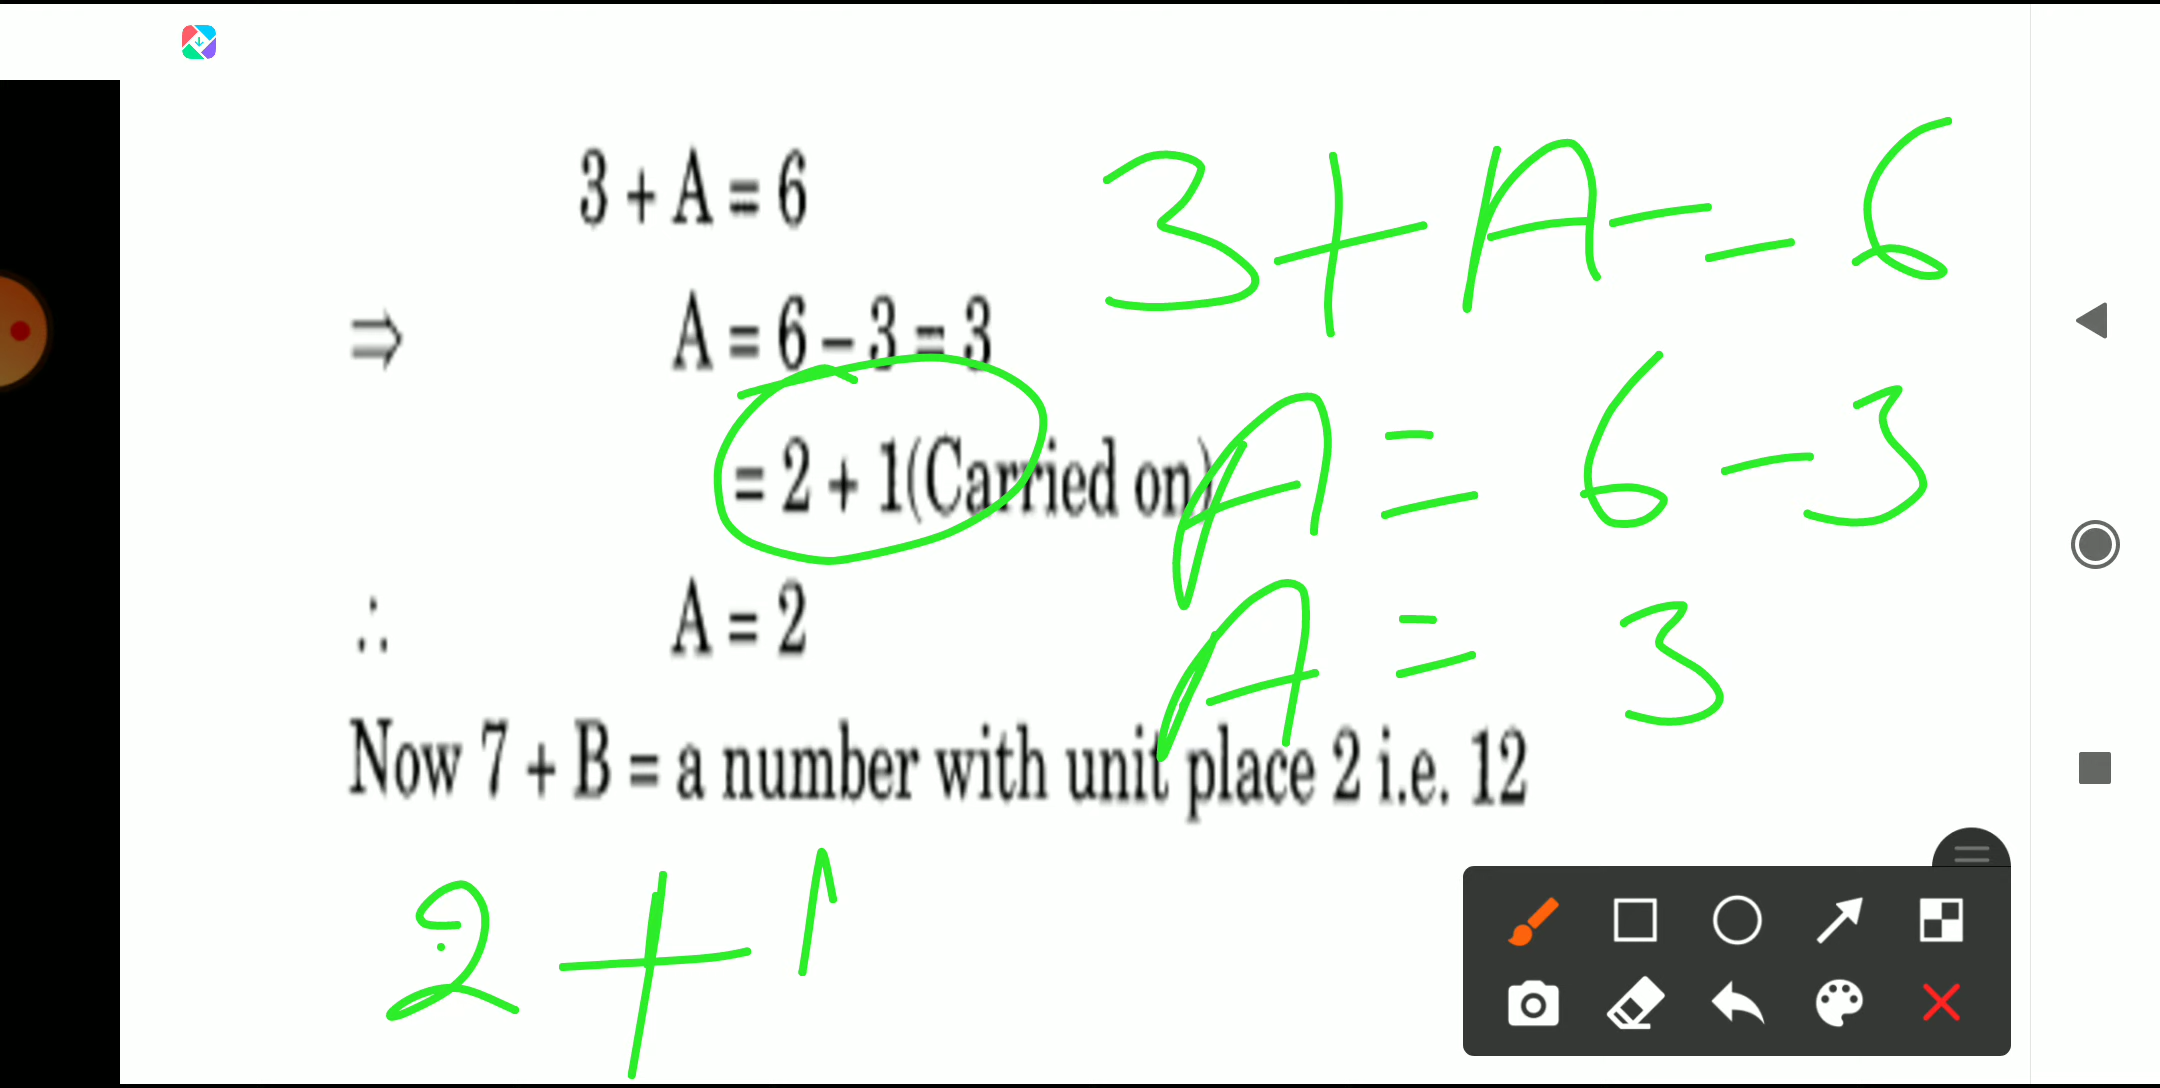 3 + A = 6
⇒ A = 6 – 3 = 3
= 2 + 1(Carried on)
∴ A = 2
Now 7 + B = a number with unit place 2 i.e. 12
3 + A = 6
A = 6 - 3
A = 3
2 + 1